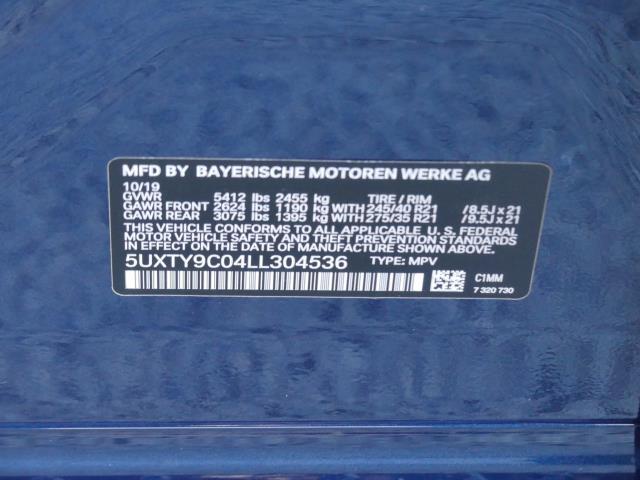 MFD BY BAYERISCHE MOTOREN WERKE AG
10/19
GVWR 5412 lbs 2455 kg TIRE / RIM
GAWR FRONT 2624 lbs 1190 kg WITH 245/40 R21 /9.5J x 21
GAWR REAR 3075 lbs 1395 kg WITH 275/35 R21 /9.5J x 21
THIS VEHICLE CONFORMS TO ALL APPLICABLE U. S. FEDERAL
MOTOR VEHICLE SAFETY AND THEFT PREVENTION STANDARDS
IN EFFECT ON THE DATE OF MANUFACTURE SHOWN ABOVE.
5UXTY9C04LL304536 TYPE: MPV
C1MM
7 320 730